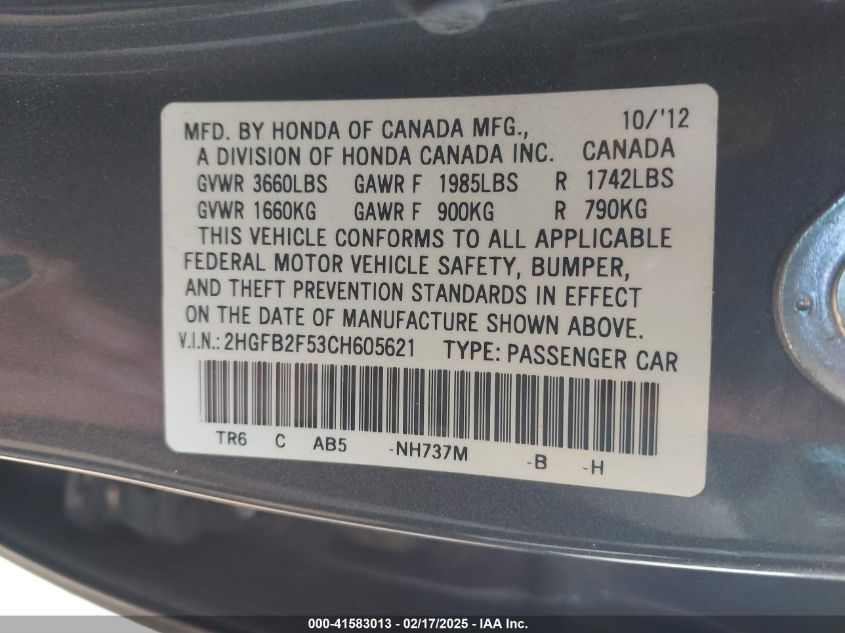 MFD. BY HONDA OF CANADA MFG., 10/'12
A DIVISION OF HONDA CANADA INC. CANADA
GVWR 3660LBS GAWR F 1985LBS R 1742LBS
GVWR 1660KG GAWR F 900KG R 790KG
THIS VEHICLE CONFORMS TO ALL APPLICABLE
FEDERAL MOTOR VEHICLE SAFETY, BUMPER,
AND THEFT PREVENTION STANDARDS IN EFFECT
ON THE DATE OF MANUFACTURE SHOWN ABOVE.
V.I.N.: 2HGFB2F53CH605621 TYPE: PASSENGER CAR
TR6 C AB5 -NH737M -B -H
000-41583013 - 02/17/2025 - IAA Inc.